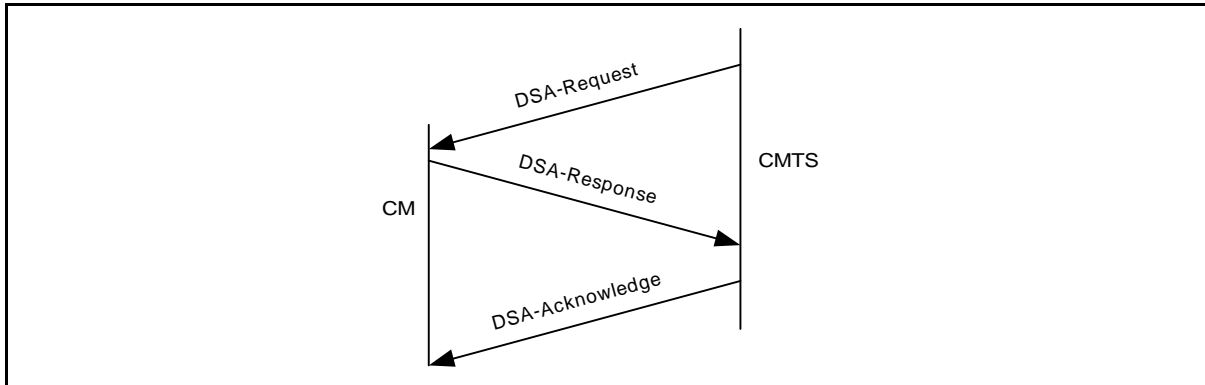 DSA-Request
CMTS
DSA-Response
CM
DSA-Acknowledge